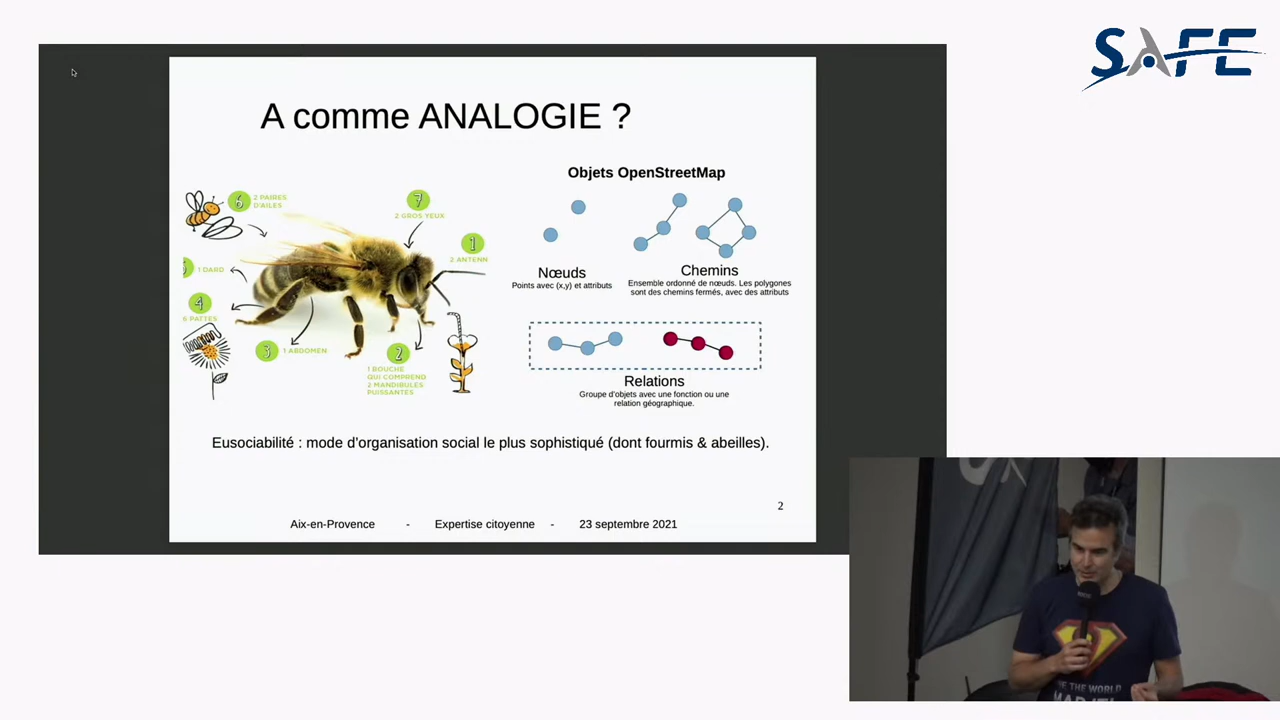 SAFE
A comme ANALOGIE ?
Objets OpenStreetMap
6
2 PAIRES
D'AILES
7
2 GROS YEUX
1
2 ANTENN
1 DARD
4
6 PATTES
3
1 ABDOMEN
2
1 BOUCHE
QUI COMPREND
2 MANDIBULES
PUISSANTES
Nœuds
Points avec (x,y) et attributs
Chemins
Ensemble ordonné de nœuds. Les polygones
sont des chemins fermés, avec des attributs
Relations
Groupe d'objets avec une fonction ou une
relation géographique.
Eusociabilité : mode d'organisation social le plus sophistiqué (dont fourmis & abeilles).
2
Aix-en-Provence - Expertise citoyenne - 23 septembre 2021
THE WORLD